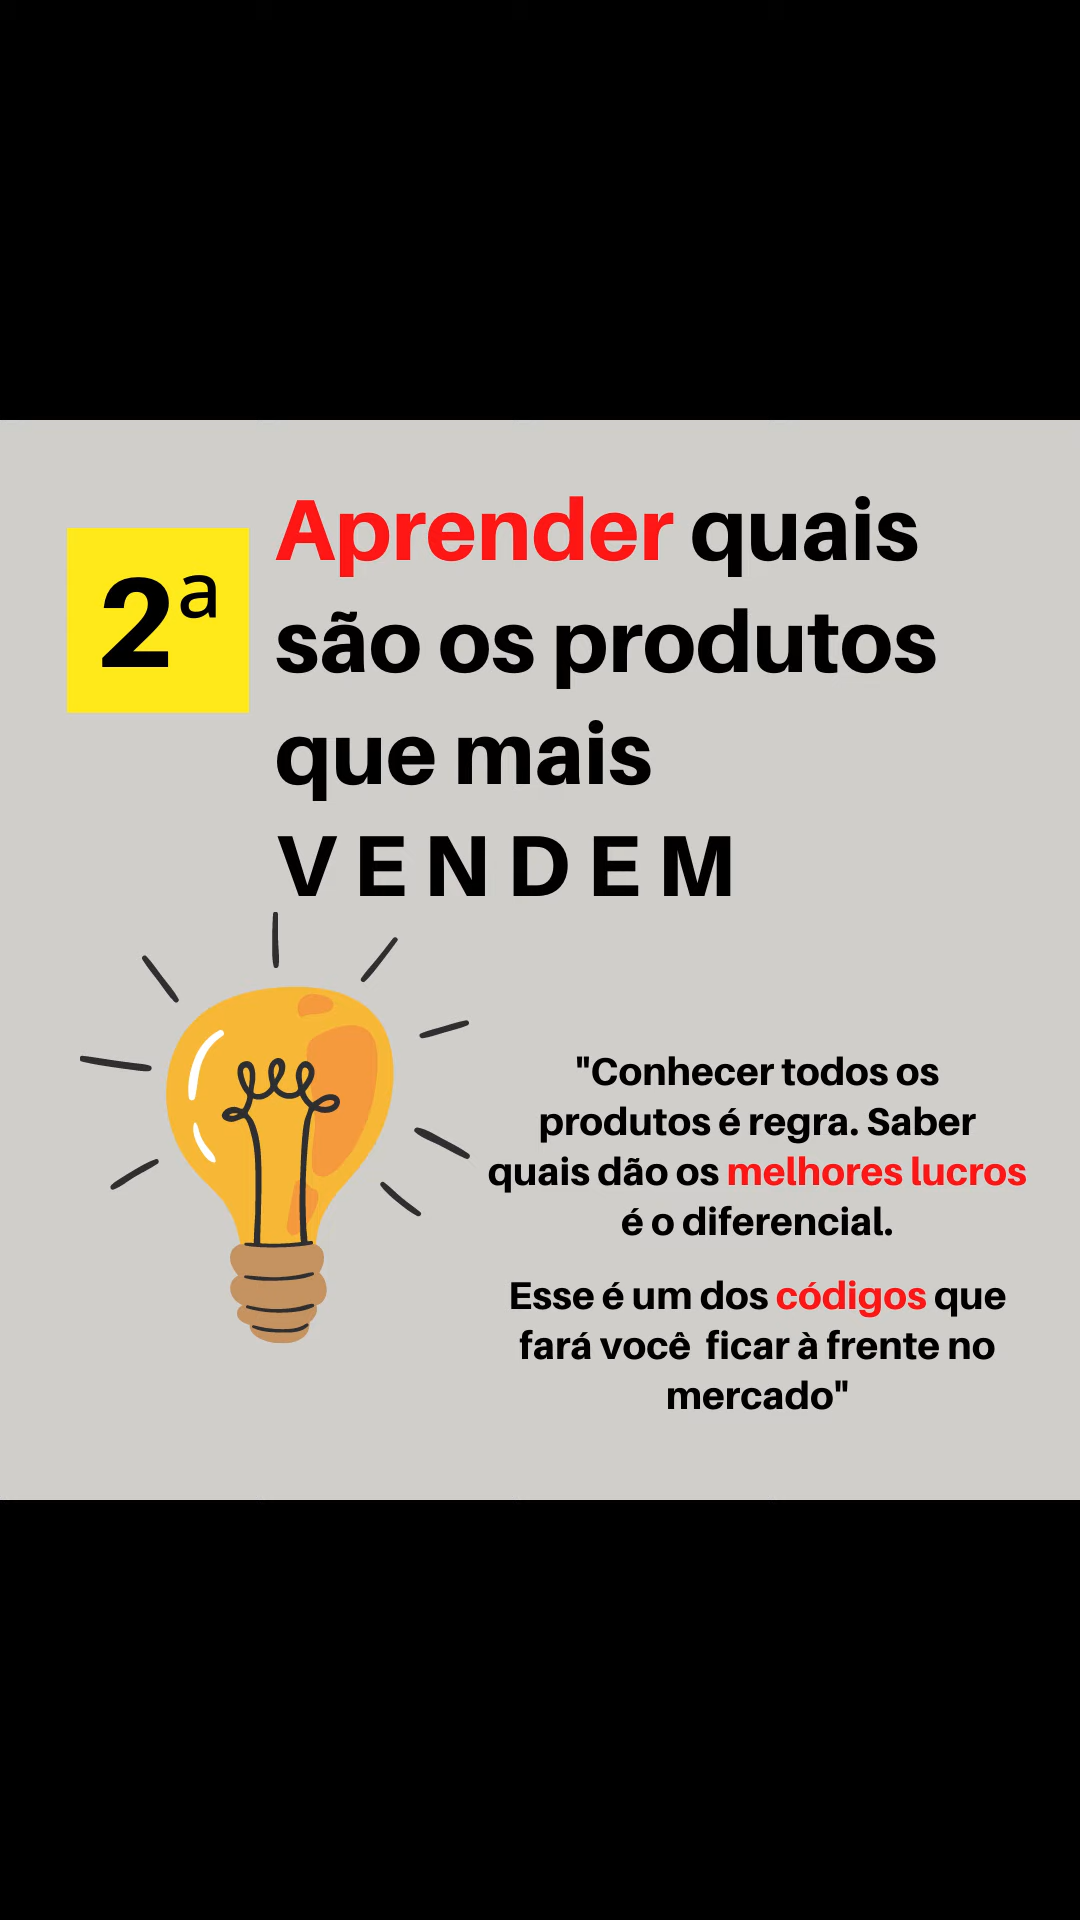 2ª
Aprender quais
são os produtos
que mais
VENDEM
"Conhecer todos os
produtos é regra. Saber
quais dão os melhores lucros
é o diferencial.
Esse é um dos códigos que
fará você ficar à frente no
mercado"